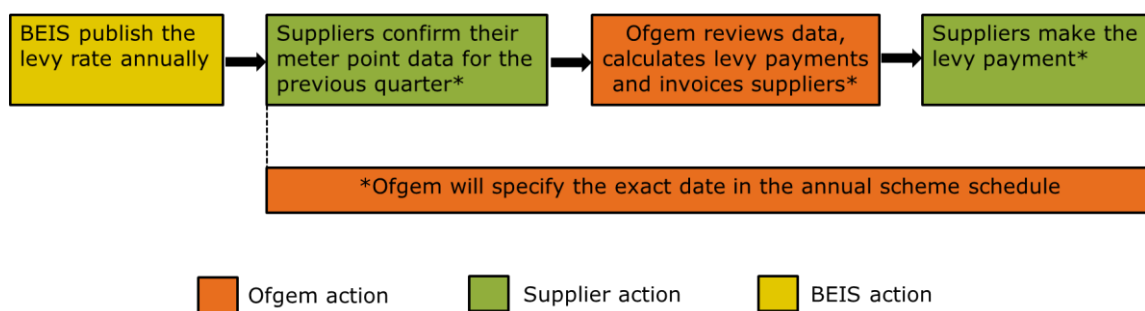 BEIS publish the
levy rate annually
Suppliers confirm their
meter point data for the
previous quarter*
Ofgem reviews data,
calculates levy payments
and invoices suppliers*
Suppliers make the
levy payment*
*Ofgem will specify the exact date in the annual scheme schedule
Ofgem action
Supplier action
BEIS action